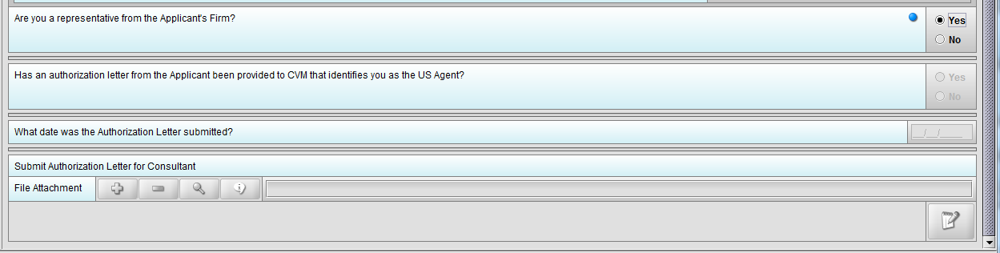 Are you a representative from the Applicant's Firm?
Yes
No
Has an authorization letter from the Applicant been provided to CVM that identifies you as the US Agent?
Yes
No
What date was the Authorization Letter submitted?
__/__/____
Submit Authorization Letter for Consultant
File Attachment